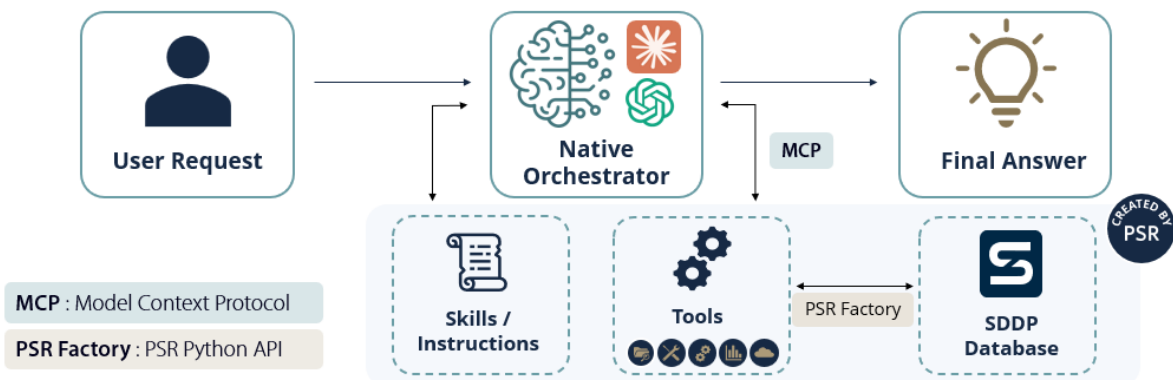 User Request
Native
Orchestrator
Final Answer
MCP
CREATED BY
PSR
Skills /
Instructions
Tools
PSR Factory
SDDP
Database
MCP : Model Context Protocol
PSR Factory : PSR Python API